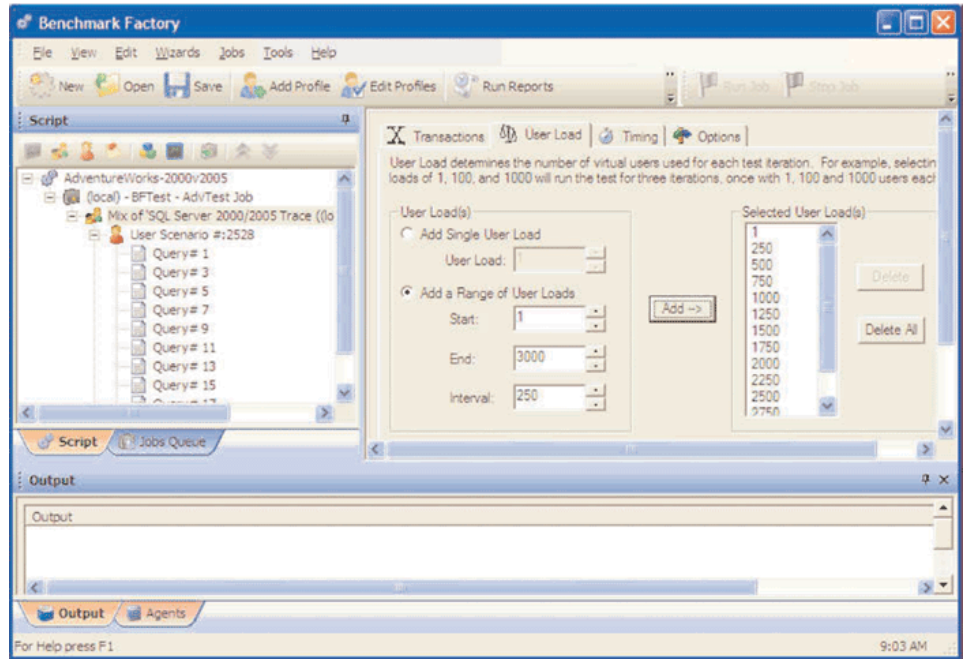 Benchmark Factory
File View Edit Wizards Jobs Tools Help
New Open Save Add Profile Edit Profiles Run Reports Run Job Stop Job
Script
AdventureWorks-2000v2005
(local) - BFTest - AdvTest Job
Mix of 'SQL Server 2000/2005 Trace ((lo
User Scenario #:2528
Query# 1
Query# 3
Query# 5
Query# 7
Query# 9
Query# 11
Query# 13
Query# 15
Query# 17
Script Jobs Queue
Transactions User Load Timing Options
User Load determines the number of virtual users used for each test iteration. For example, selectin
loads of 1, 100, and 1000 will run the test for three iterations, once with 1, 100 and 1000 users each
User Load(s)
Add Single User Load
User Load: 1
Add a Range of User Loads
Start: 1
End: 3000
Interval: 250
Add -->
Selected User Load(s)
1
250
500
750
1000
1250
1500
1750
2000
2250
2500
2750
Delete
Delete All
Output
Output
Output Agents
For Help press F1
9:03 AM